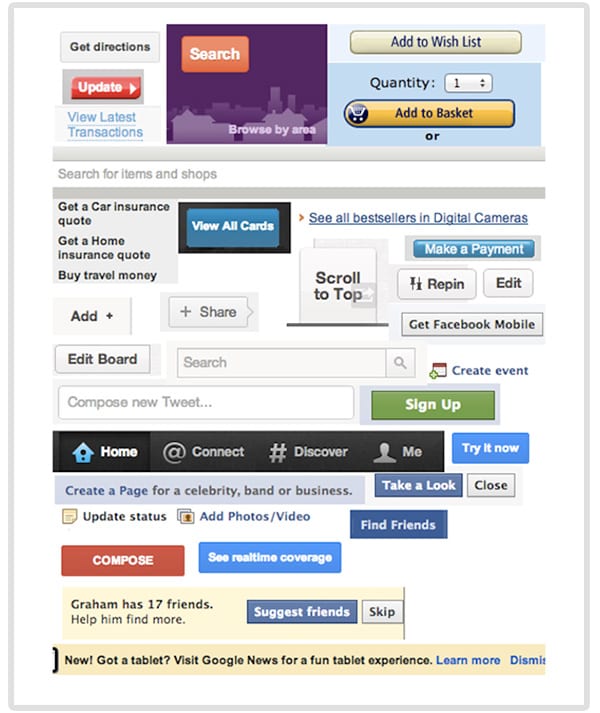 Get directions
Search
Add to Wish List
Update
Quantity: 1
View Latest
Transactions
Add to Basket
Browse by area
or
Search for items and shops
Get a Car insurance
quote
View All Cards
See all bestsellers in Digital Cameras
Get a Home
insurance quote
Make a Payment
Buy travel money
Scroll
to Top
Repin
Edit
Add +
+ Share
Get Facebook Mobile
Edit Board
Search
Create event
Compose new Tweet...
Sign Up
Home
@ Connect
# Discover
Me
Try it now
Create a Page for a celebrity, band or business.
Take a Look
Close
Update status
Add Photos/Video
Find Friends
COMPOSE
See realtime coverage
Graham has 17 friends.
Help him find more.
Suggest friends
Skip
New! Got a tablet? Visit Google News for a fun tablet experience. Learn more Dismis